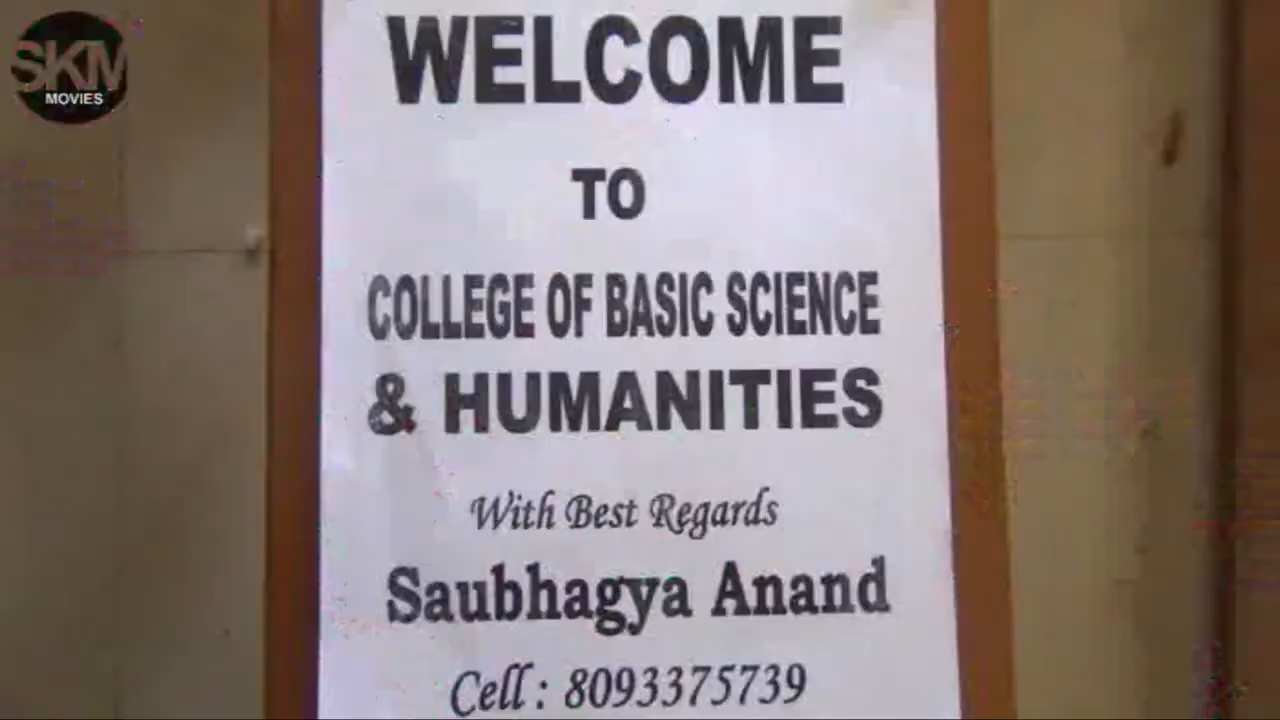 SKM
MOVIES
WELCOME
TO
COLLEGE OF BASIC SCIENCE
& HUMANITIES
With Best Regards
Saubhagya Anand
Cell : 8093375739